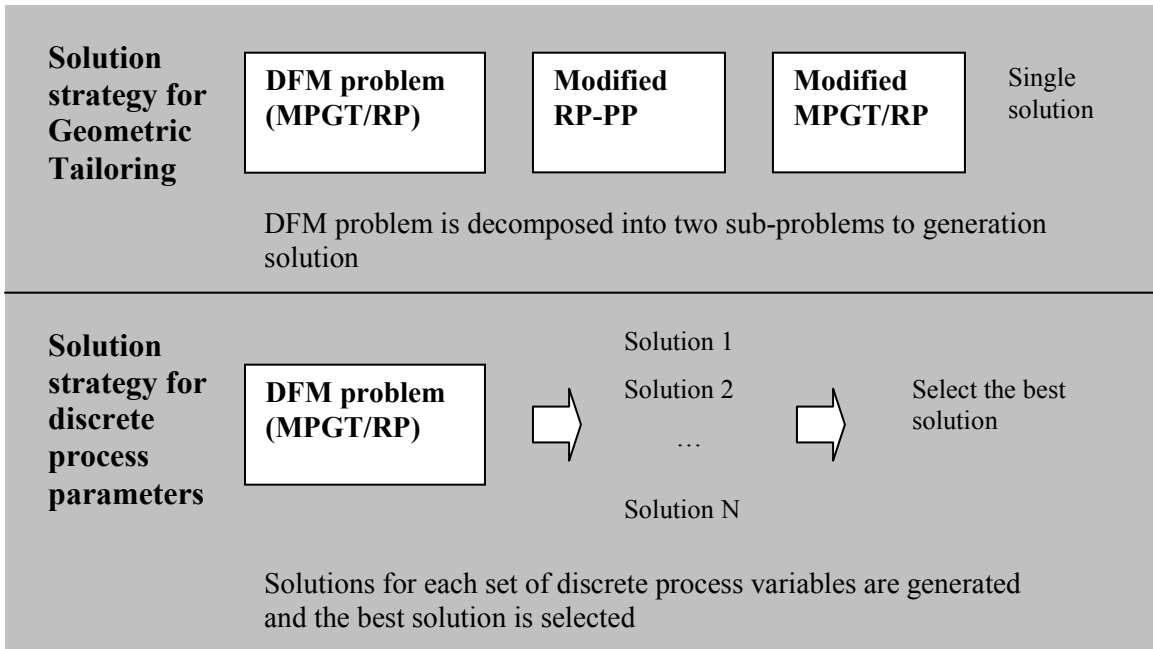 Solution
strategy for
Geometric
Tailoring
DFM problem
(MPGT/RP)
Modified
RP-PP
Modified
MPGT/RP
Single
solution
DFM problem is decomposed into two sub-problems to generation
solution
Solution
strategy for
discrete
process
parameters
DFM problem
(MPGT/RP)
Solution 1
Solution 2
…
Solution N
Select the best
solution
Solutions for each set of discrete process variables are generated
and the best solution is selected